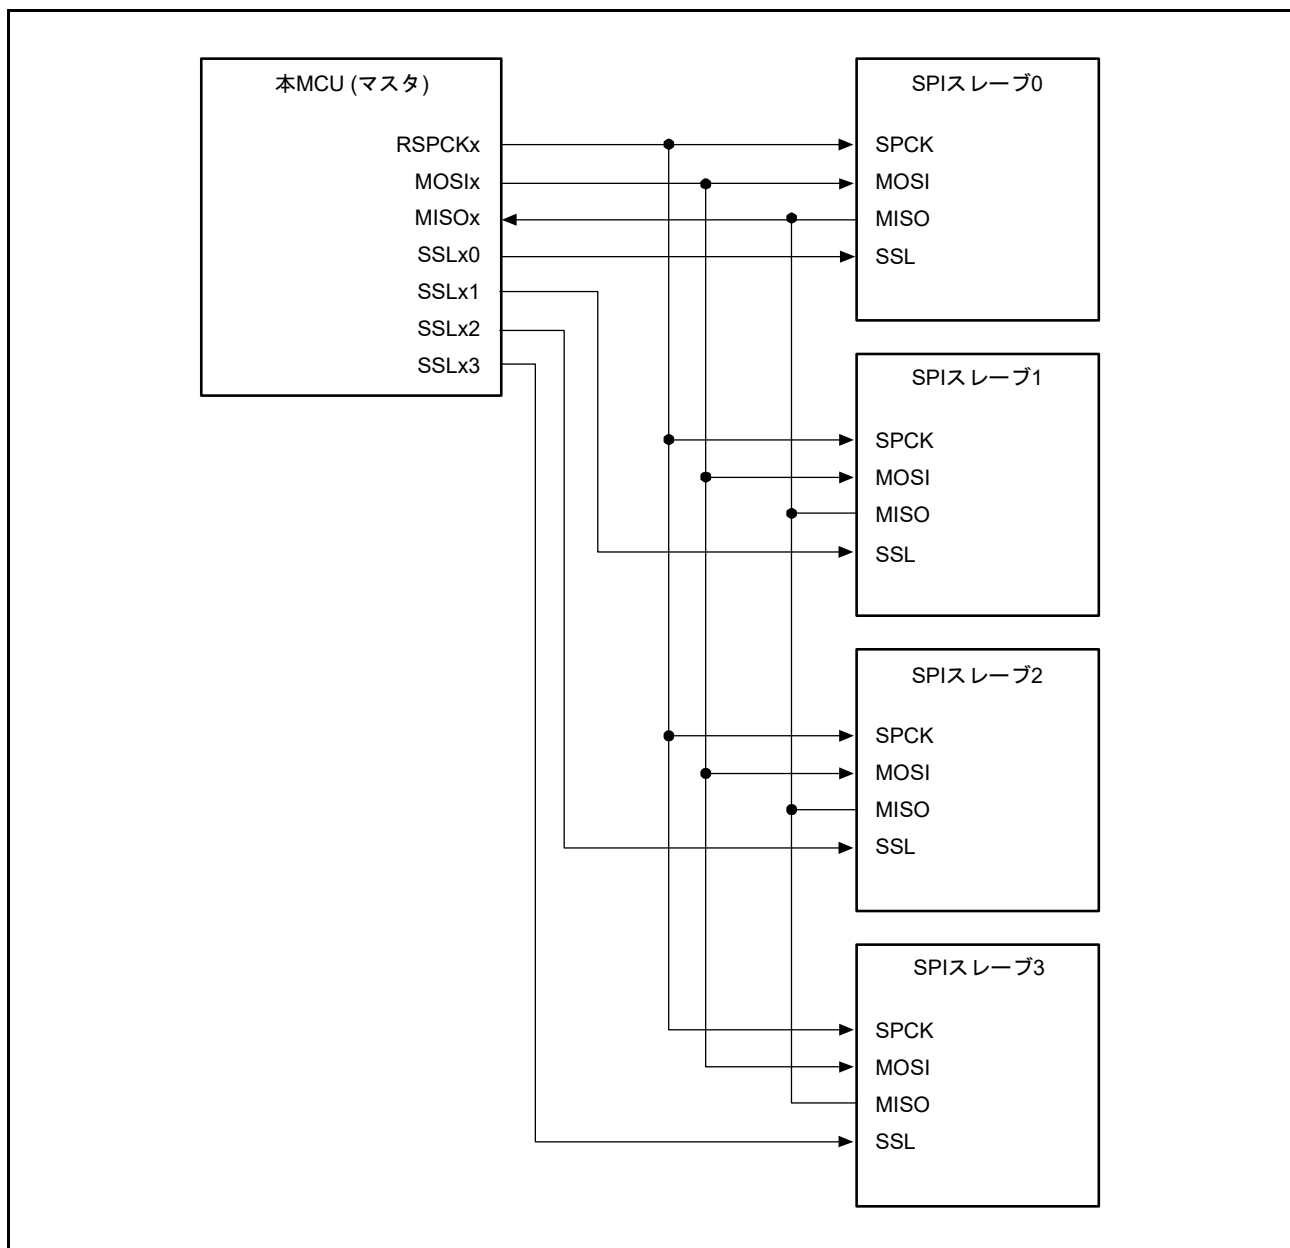 本MCU (マスタ)
RSPCKx
MOSIx
MISOx
SSLx0
SSLx1
SSLx2
SSLx3
SPIスレーブ0
SPCK
MOSI
MISO
SSL
SPIスレーブ1
SPCK
MOSI
MISO
SSL
SPIスレーブ2
SPCK
MOSI
MISO
SSL
SPIスレーブ3
SPCK
MOSI
MISO
SSL